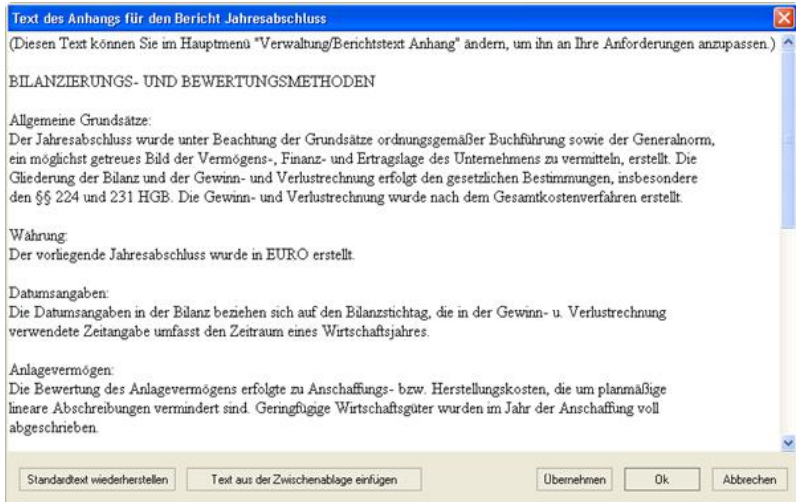 Text des Anhangs für den Bericht Jahresabschluss
(Diesen Text können Sie im Hauptmenü "Verwaltung/Berichtstext Anhang" ändern, um ihn an Ihre Anforderungen anzupassen.)
BILANZIERUNGS- UND BEWERTUNGSMETHODEN
Allgemeine Grundsätze:
Der Jahresabschluss wurde unter Beachtung der Grundsätze ordnungsgemäßer Buchführung sowie der Generalnorm,
ein möglichst getreues Bild der Vermögens-, Finanz- und Ertragslage des Unternehmens zu vermitteln, erstellt. Die
Gliederung der Bilanz und der Gewinn- und Verlustrechnung erfolgt den gesetzlichen Bestimmungen, insbesondere
den §§ 224 und 231 HGB. Die Gewinn- und Verlustrechnung wurde nach dem Gesamtkostenverfahren erstellt.
Währung:
Der vorliegende Jahresabschluss wurde in EURO erstellt.
Datumsangaben:
Die Datumsangaben in der Bilanz beziehen sich auf den Bilanzstichtag, die in der Gewinn- u. Verlustrechnung
verwendete Zeitangabe umfasst den Zeitraum eines Wirtschaftsjahres.
Anlagevermögen:
Die Bewertung des Anlagevermögens erfolgte zu Anschaffungs- bzw. Herstellungskosten, die um planmäßige
lineare Abschreibungen vermindert sind. Geringfügige Wirtschaftsgüter wurden im Jahr der Anschaffung voll
abgeschrieben.
Standardtext wiederherstellen Text aus der Zwischenablage einfügen Übernehmen Ok Abbrechen